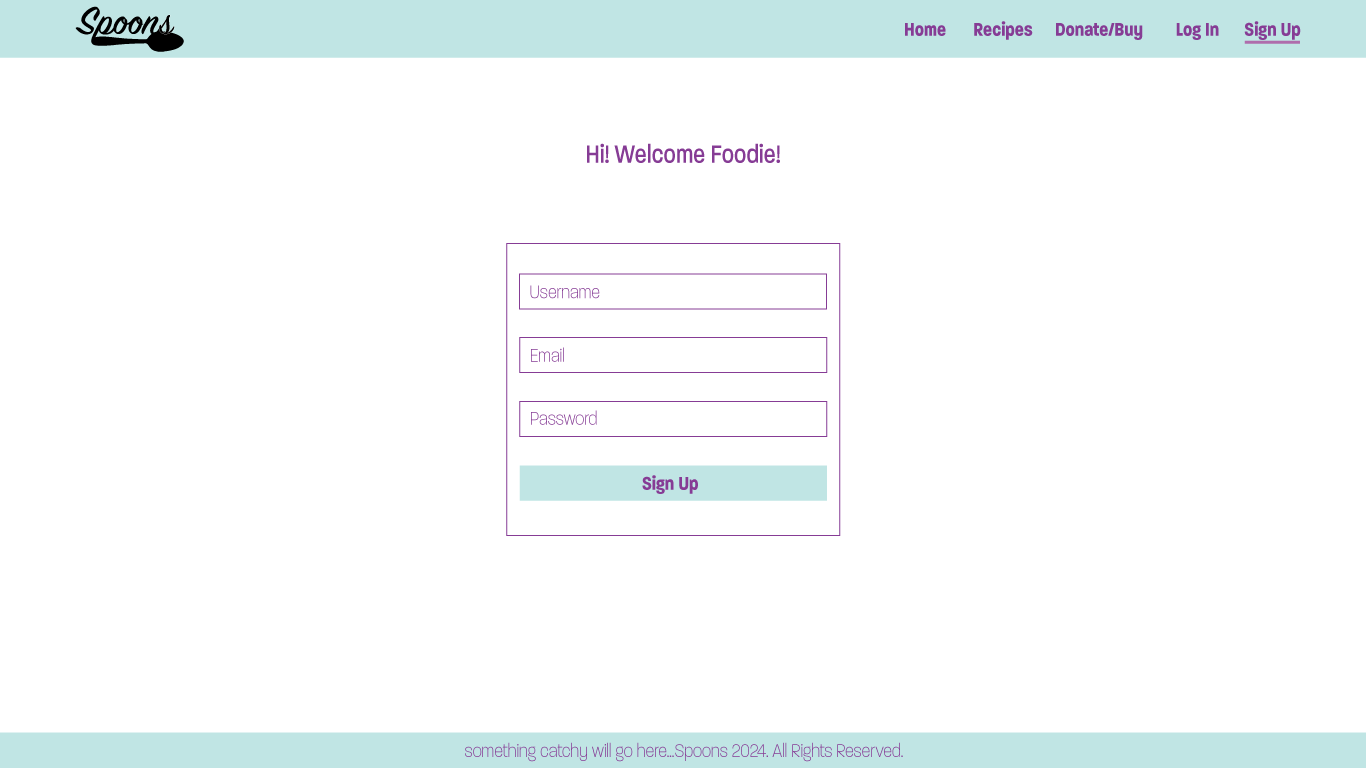 Spoons
Home Recipes Donate/Buy Log In Sign Up
Hi! Welcome Foodie!
Username
Email
Password
Sign Up
something catchy will go here...Spoons 2024. All Rights Reserved.